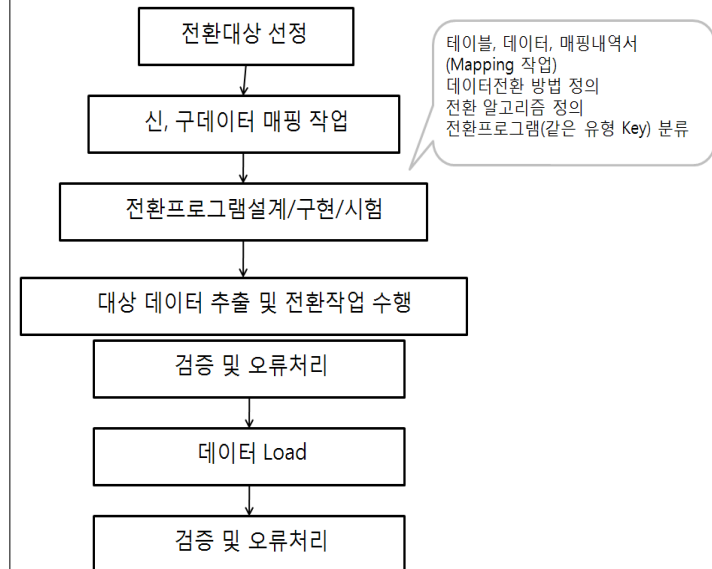 전환대상 선정
테이블, 데이터, 매핑내역서
(Mapping 작업)
데이터전환 방법 정의
전환 알고리즘 정의
전환프로그램(같은 유형 Key) 분류
신, 구데이터 매핑 작업
전환프로그램설계/구현/시험
대상 데이터 추출 및 전환작업 수행
검증 및 오류처리
데이터 Load
검증 및 오류처리